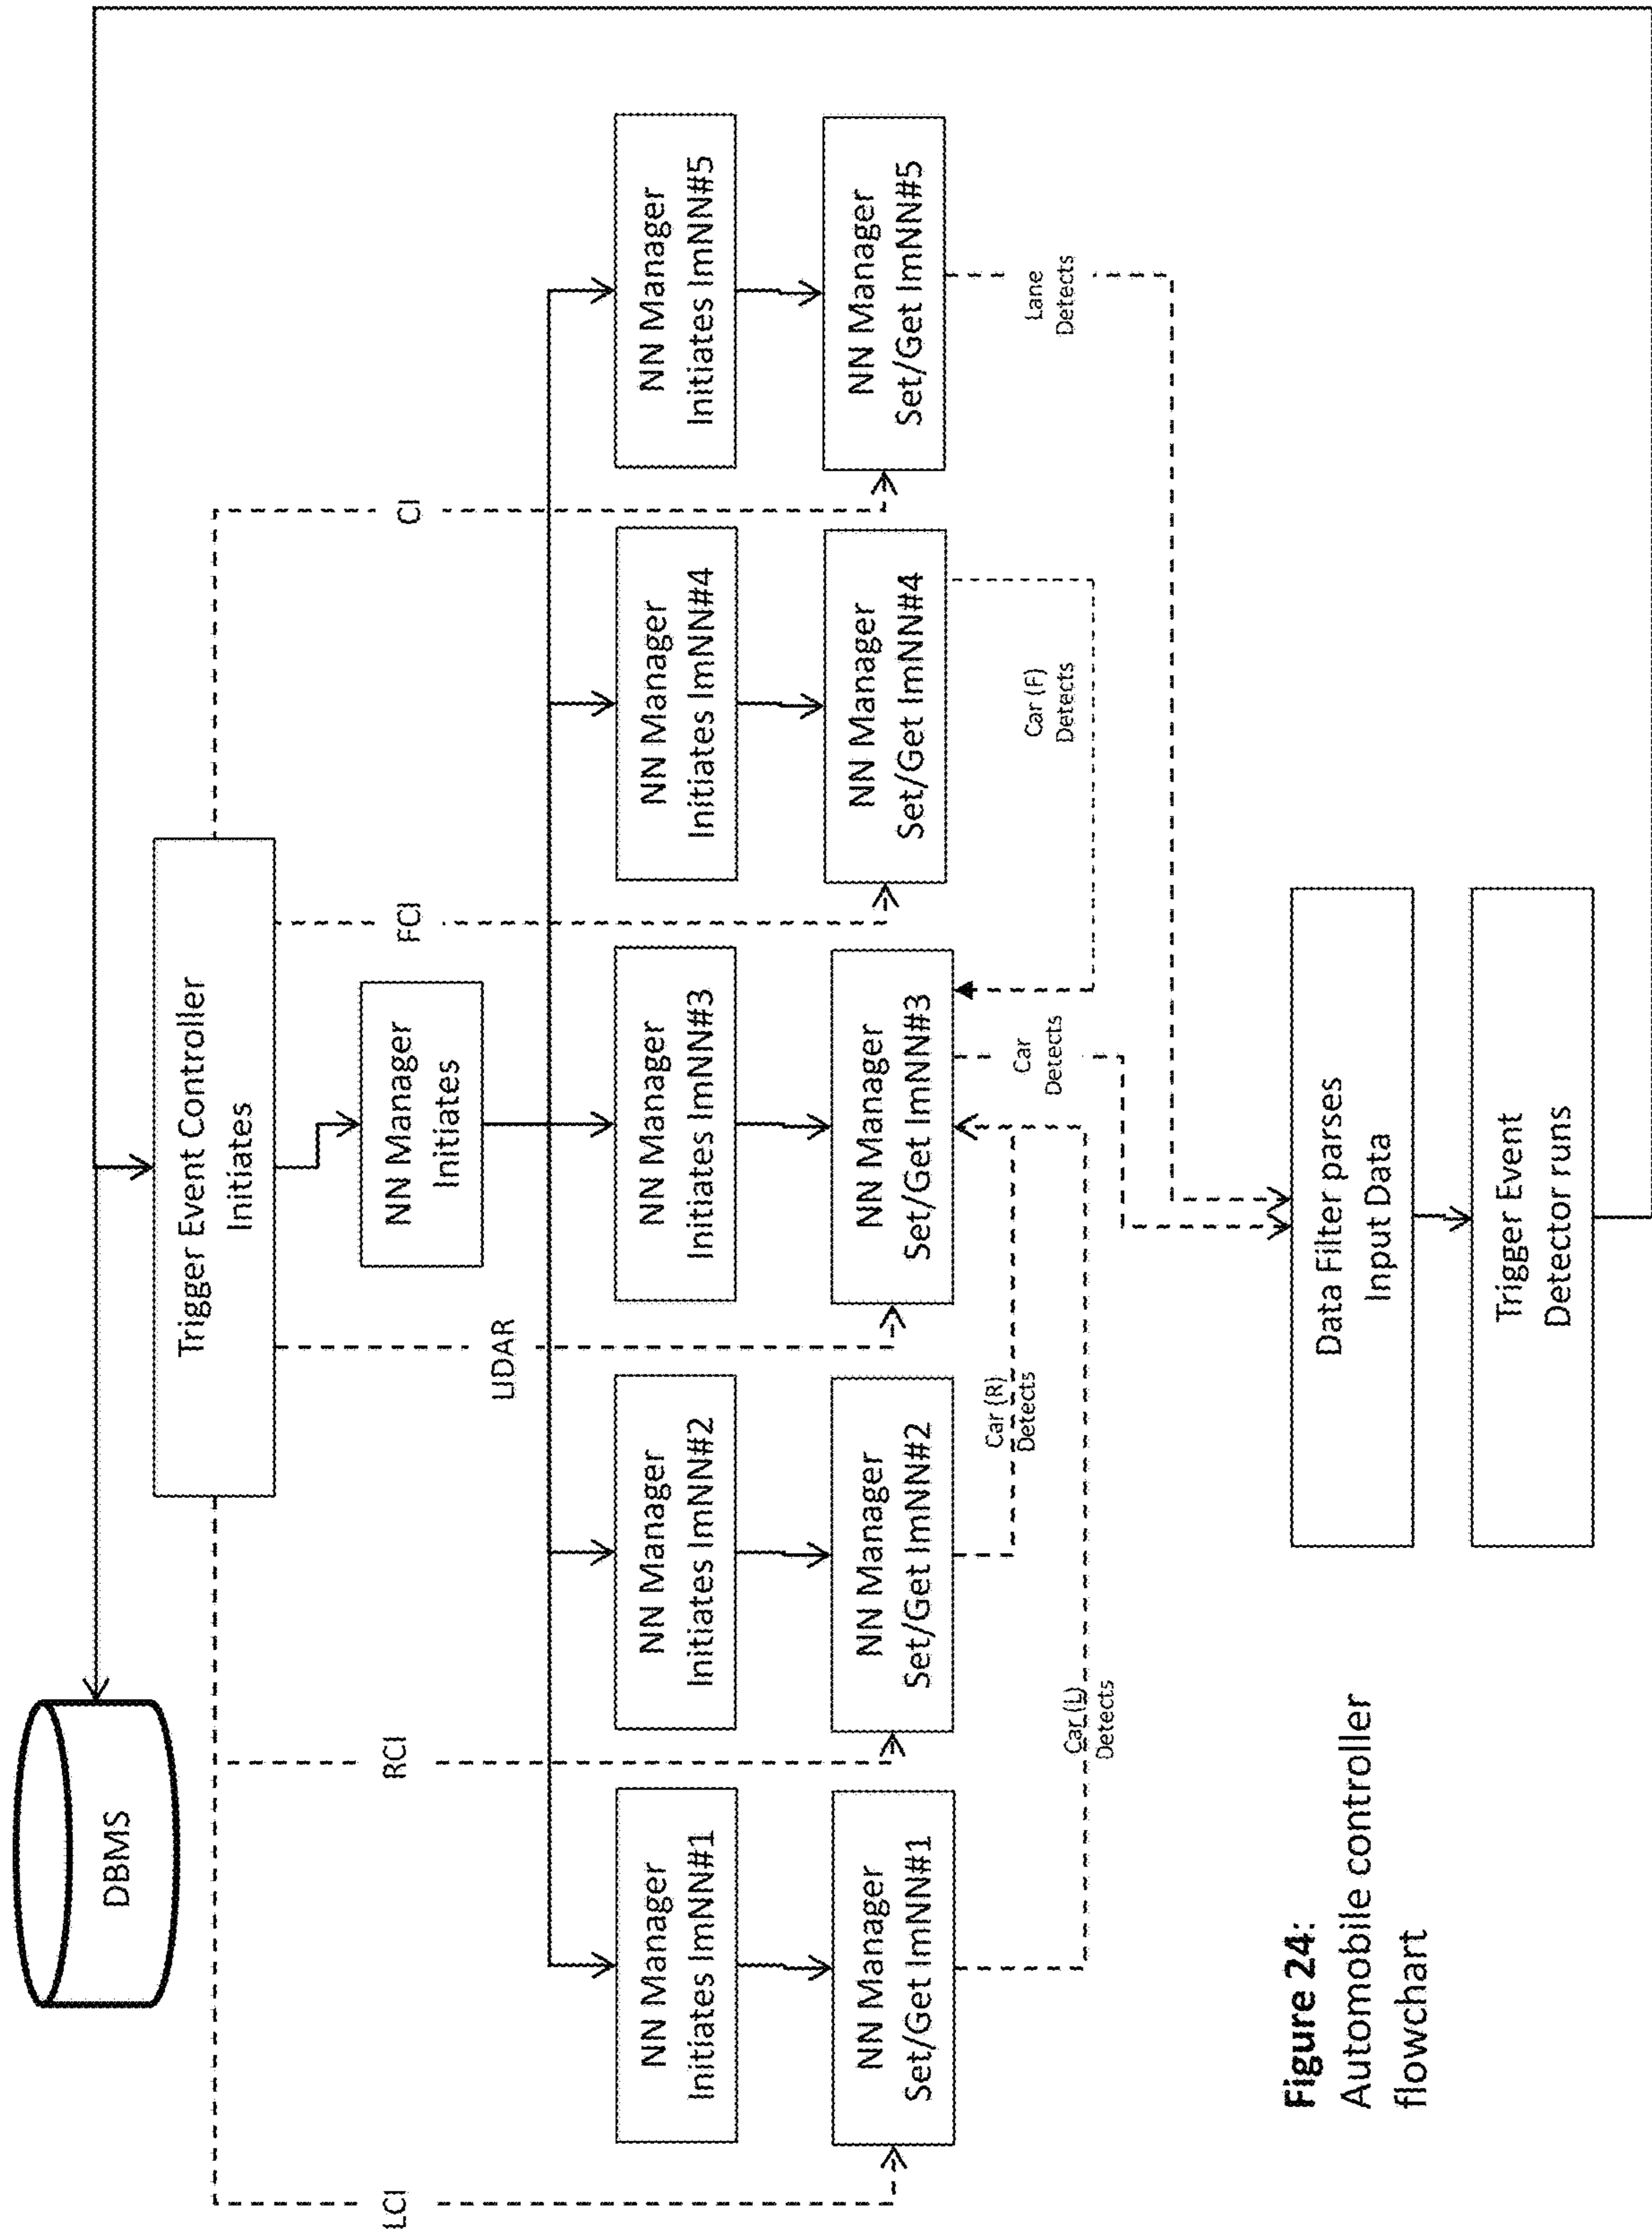 DBMS
Trigger Event Controller
Initiates
LCI
RCI
LIDAR
FCI
CI
NN Manager
Initiates
NN Manager
Initiates ImNN#1
NN Manager
Initiates ImNN#2
NN Manager
Initiates ImNN#3
NN Manager
Initiates ImNN#4
NN Manager
Initiates ImNN#5
NN Manager
Set/Get ImNN#1
NN Manager
Set/Get ImNN#2
NN Manager
Set/Get ImNN#3
NN Manager
Set/Get ImNN#4
NN Manager
Set/Get ImNN#5
Car (L)
Detects
Car (R)
Detects
Car
Detects
Car (F)
Detects
Lane
Detects
Data Filter parses
Input Data
Trigger Event
Detector runs
Figure 24:
Automobile controller
flowchart